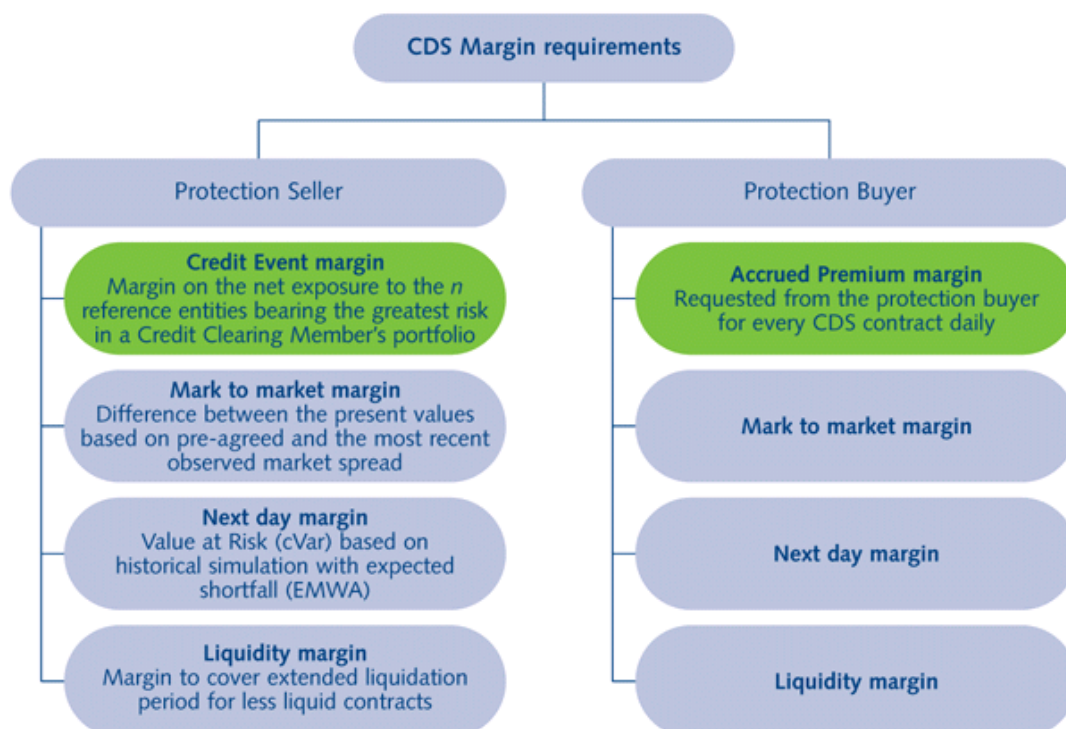 CDS Margin requirements
Protection Seller
Protection Buyer
Credit Event margin
Margin on the net exposure to the n
reference entities bearing the greatest risk
in a Credit Clearing Member's portfolio
Mark to market margin
Difference between the present values
based on pre-agreed and the most recent
observed market spread
Next day margin
Value at Risk (cVar) based on
historical simulation with expected
shortfall (EMWA)
Liquidity margin
Margin to cover extended liquidation
period for less liquid contracts
Accrued Premium margin
Requested from the protection buyer
for every CDS contract daily
Mark to market margin
Next day margin
Liquidity margin